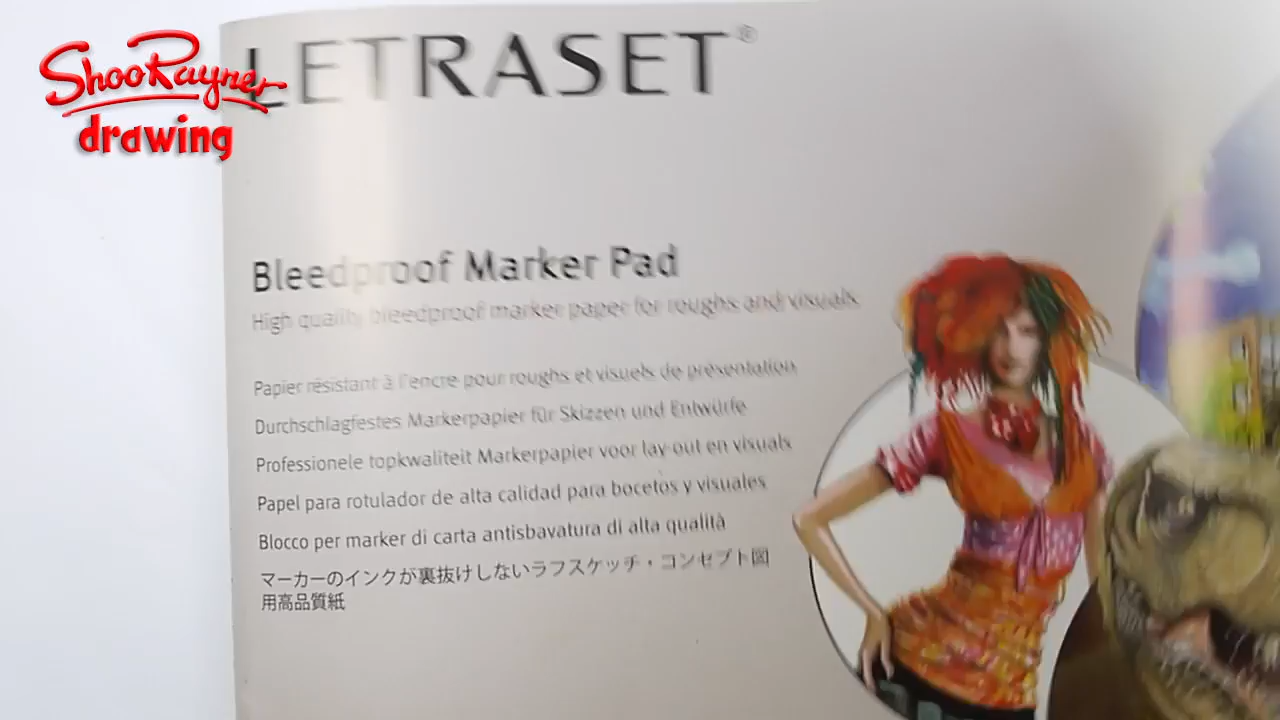 ShooRayner
drawing
LETRASET®
Bleedproof Marker Pad
High quality bleedproof marker paper for roughs and visuals
Papier résistant à l'encre pour roughs et visuels de présentation
Durchschlagfestes Markerpapier für Skizzen und Entwürfe
Professionele topkwaliteit Markerpapier voor lay-out en visuals
Papel para rotulador de alta calidad para bocetos y visuales
Blocco per marker di carta antisbavatura di alta qualità
マーカーのインクが裏抜けしないラフスケッチ・コンセプト図
用高品質紙